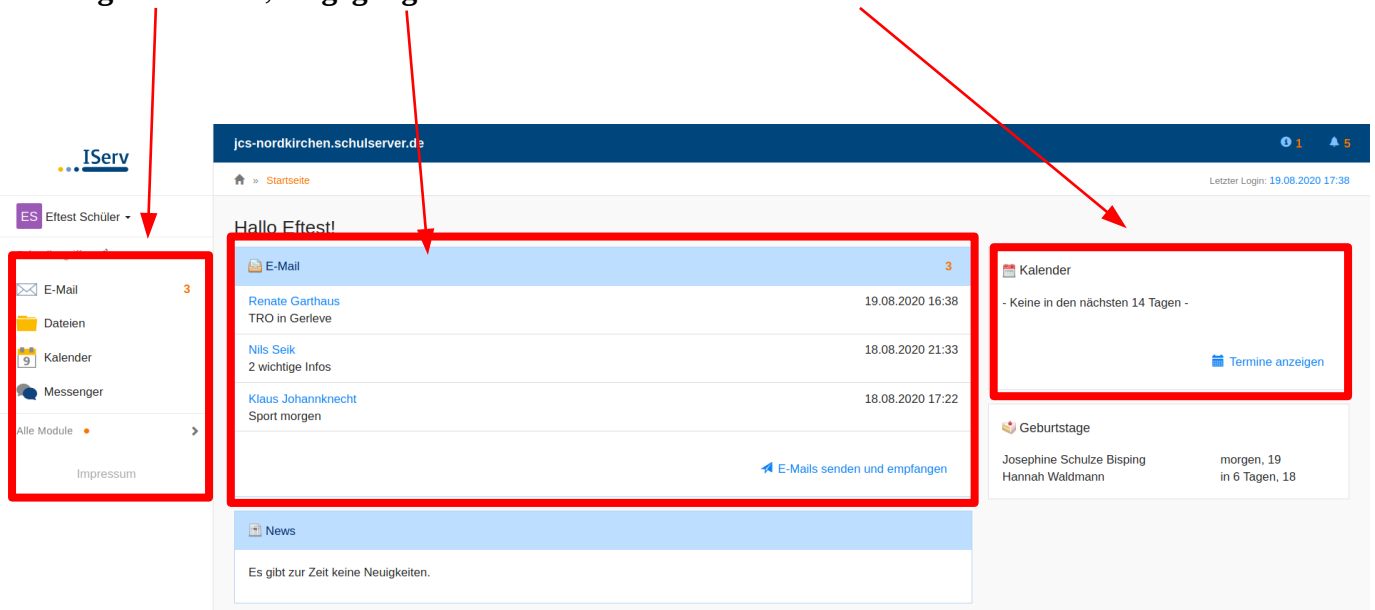 IServ
jcs-nordkirchen.schulserver.de
1
5
» Startseite
Letzter Login: 19.08.2020 17:38
ES Eftest Schüler
Hallo Eftest!
E-Mail 3
Dateien
9 Kalender
Messenger
Alle Module
Impressum
E-Mail 3
Renate Garthaus 19.08.2020 16:38
TRO in Gerleve
Nils Seik 18.08.2020 21:33
2 wichtige Infos
Klaus Johannknecht 18.08.2020 17:22
Sport morgen
E-Mails senden und empfangen
News
Es gibt zur Zeit keine Neuigkeiten.
Kalender
- Keine in den nächsten 14 Tagen -
Termine anzeigen
Geburtstage
Josephine Schulze Bisping morgen, 19
Hannah Waldmann in 6 Tagen, 18